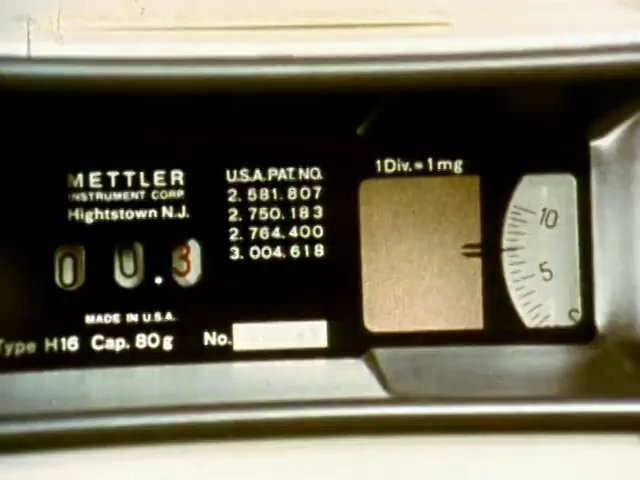 METTLER
INSTRUMENT CORP
Hightstown N.J.
0 0.3
MADE IN U.S.A.
Type H16 Cap. 80g No.
U.S.A. PAT. NO.
2.581.807
2.750.183
2.764.400
3.004.618
1 Div. = 1 mg
10
5